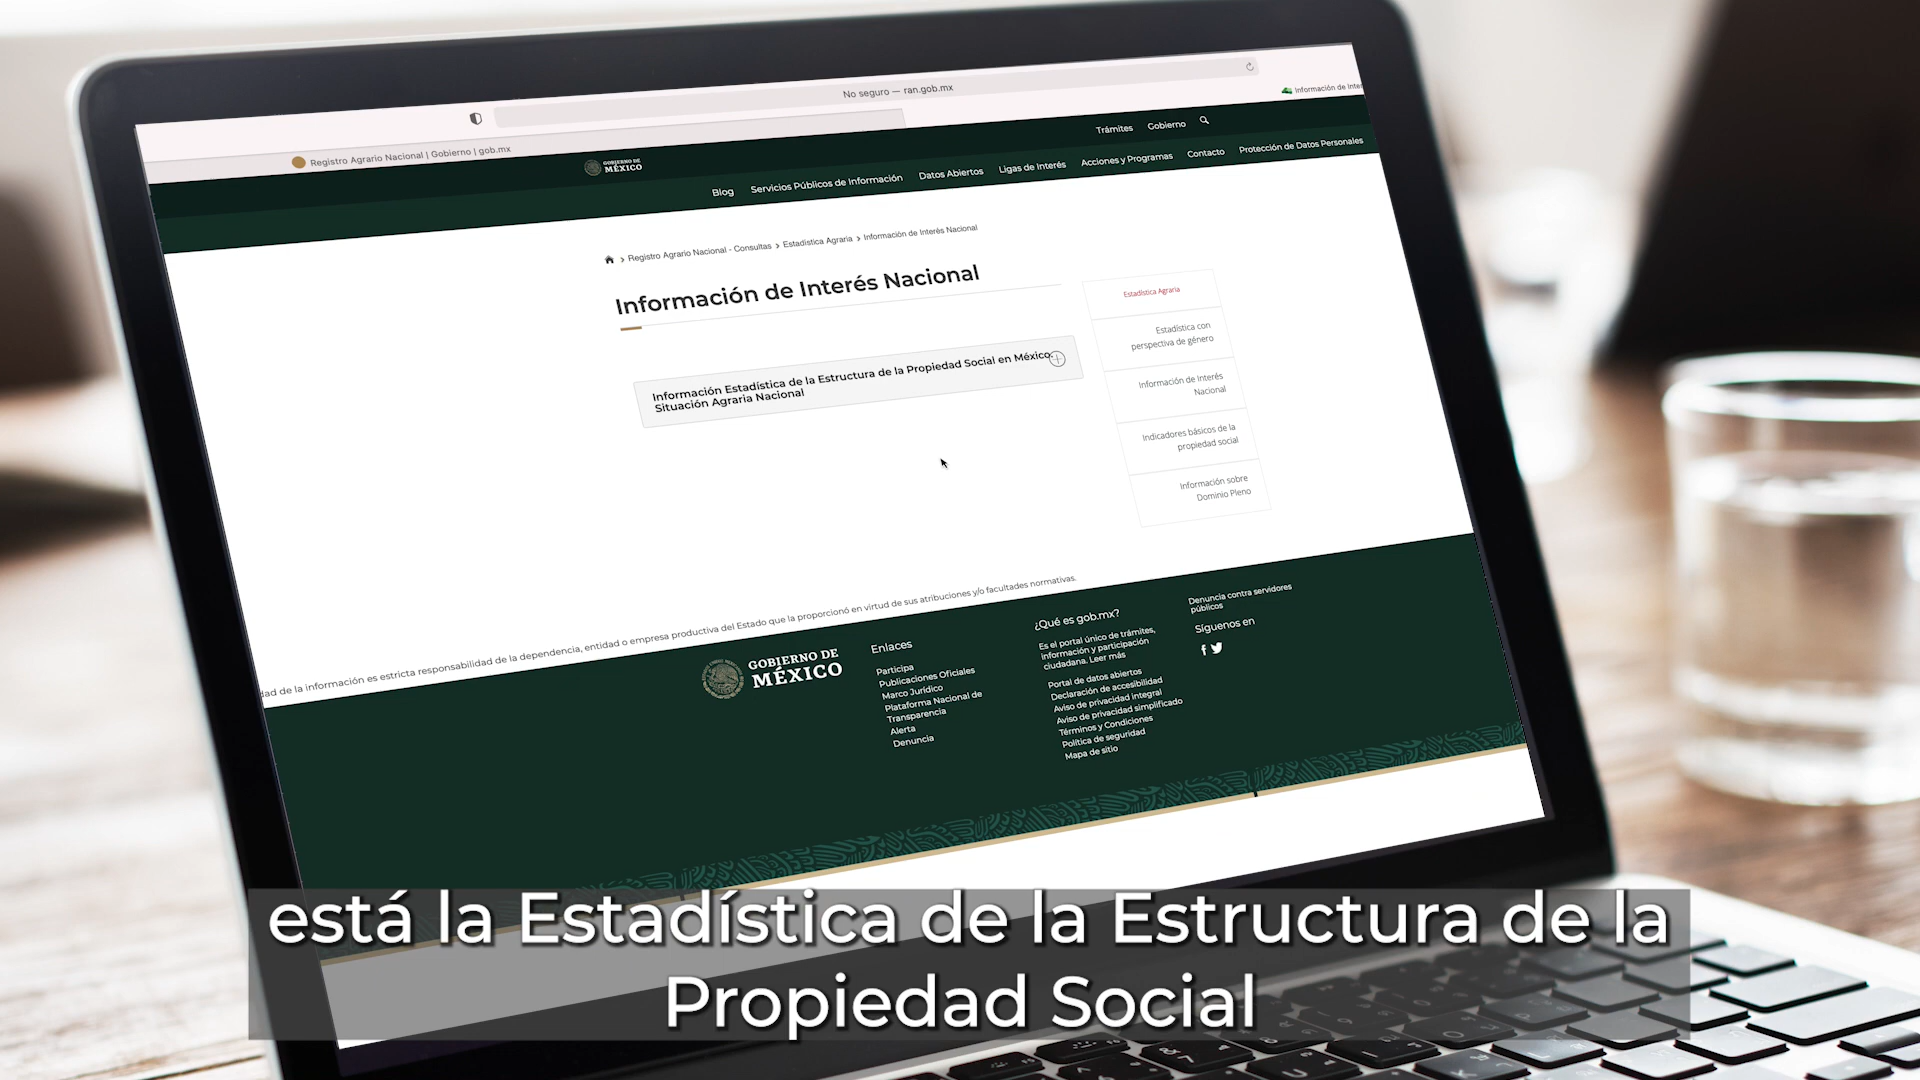 No seguro — ran.gob.mx
Información de Inter
Registro Agrario Nacional | Gobierno | gob.mx
GOBIERNO DE
MÉXICO
Trámites
Gobierno
Blog
Servicios Públicos de Información
Datos Abiertos
Ligas de Interés
Acciones y Programas
Contacto
Protección de Datos Personales
Registro Agrario Nacional - Consultas > Estadística Agraria > Información de Interés Nacional
Información de Interés Nacional
Información Estadística de la Estructura de la Propiedad Social en México.
Situación Agraria Nacional
Estadística Agraria
Estadística con
perspectiva de género
Información de Interés
Nacional
Indicadores básicos de la
propiedad social
Información sobre
Dominio Pleno
dad de la información es estricta responsabilidad de la dependencia, entidad o empresa productiva del Estado que la proporcionó en virtud de sus atribuciones y/o facultades normativas.
GOBIERNO DE
MÉXICO
Enlaces
Participa
Publicaciones Oficiales
Marco Jurídico
Plataforma Nacional de
Transparencia
Alerta
Denuncia
¿Qué es gob.mx?
Es el portal único de trámites,
información y participación
ciudadana. Leer más
Portal de datos abiertos
Declaración de accesibilidad
Aviso de privacidad integral
Aviso de privacidad simplificado
Términos y Condiciones
Política de seguridad
Mapa de sitio
Denuncia contra servidores
públicos
Síguenos en
está la Estadística de la Estructura de la
Propiedad Social